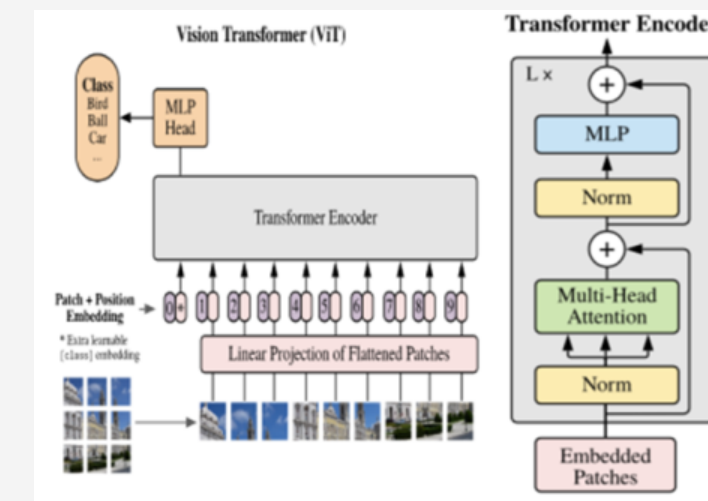 Vision Transformer (ViT)
Class
Bird
Ball
Car
...
MLP
Head
Transformer Encoder
Patch + Position
Embedding
* Extra learnable
[class] embedding
0 *
1
2
3
4
5
6
7
8
9
Linear Projection of Flattened Patches
Transformer Encode
L ×
+
MLP
Norm
+
Multi-Head
Attention
Norm
Embedded
Patches